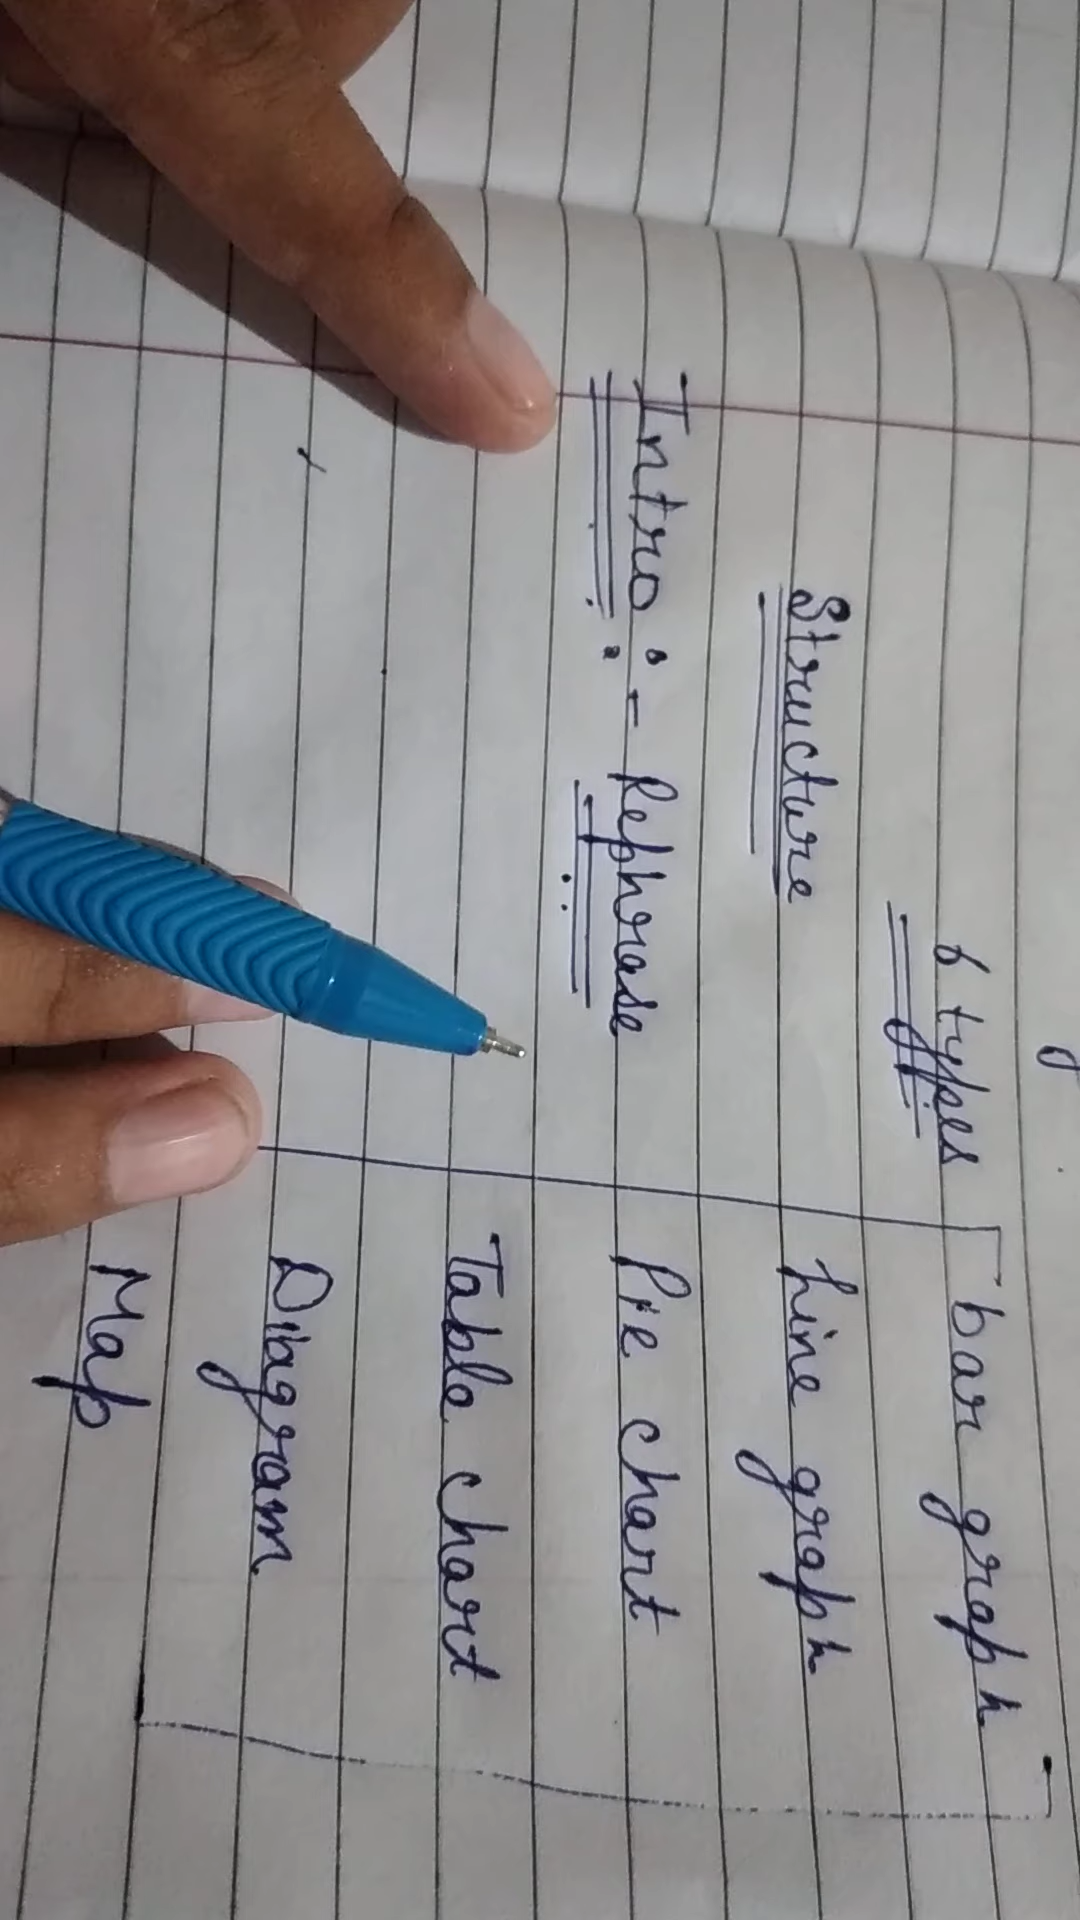 6 types
bar graph
Line graph
Pie chart
Table chart
Diagram
Map
Structure
Intro :- Rephrase